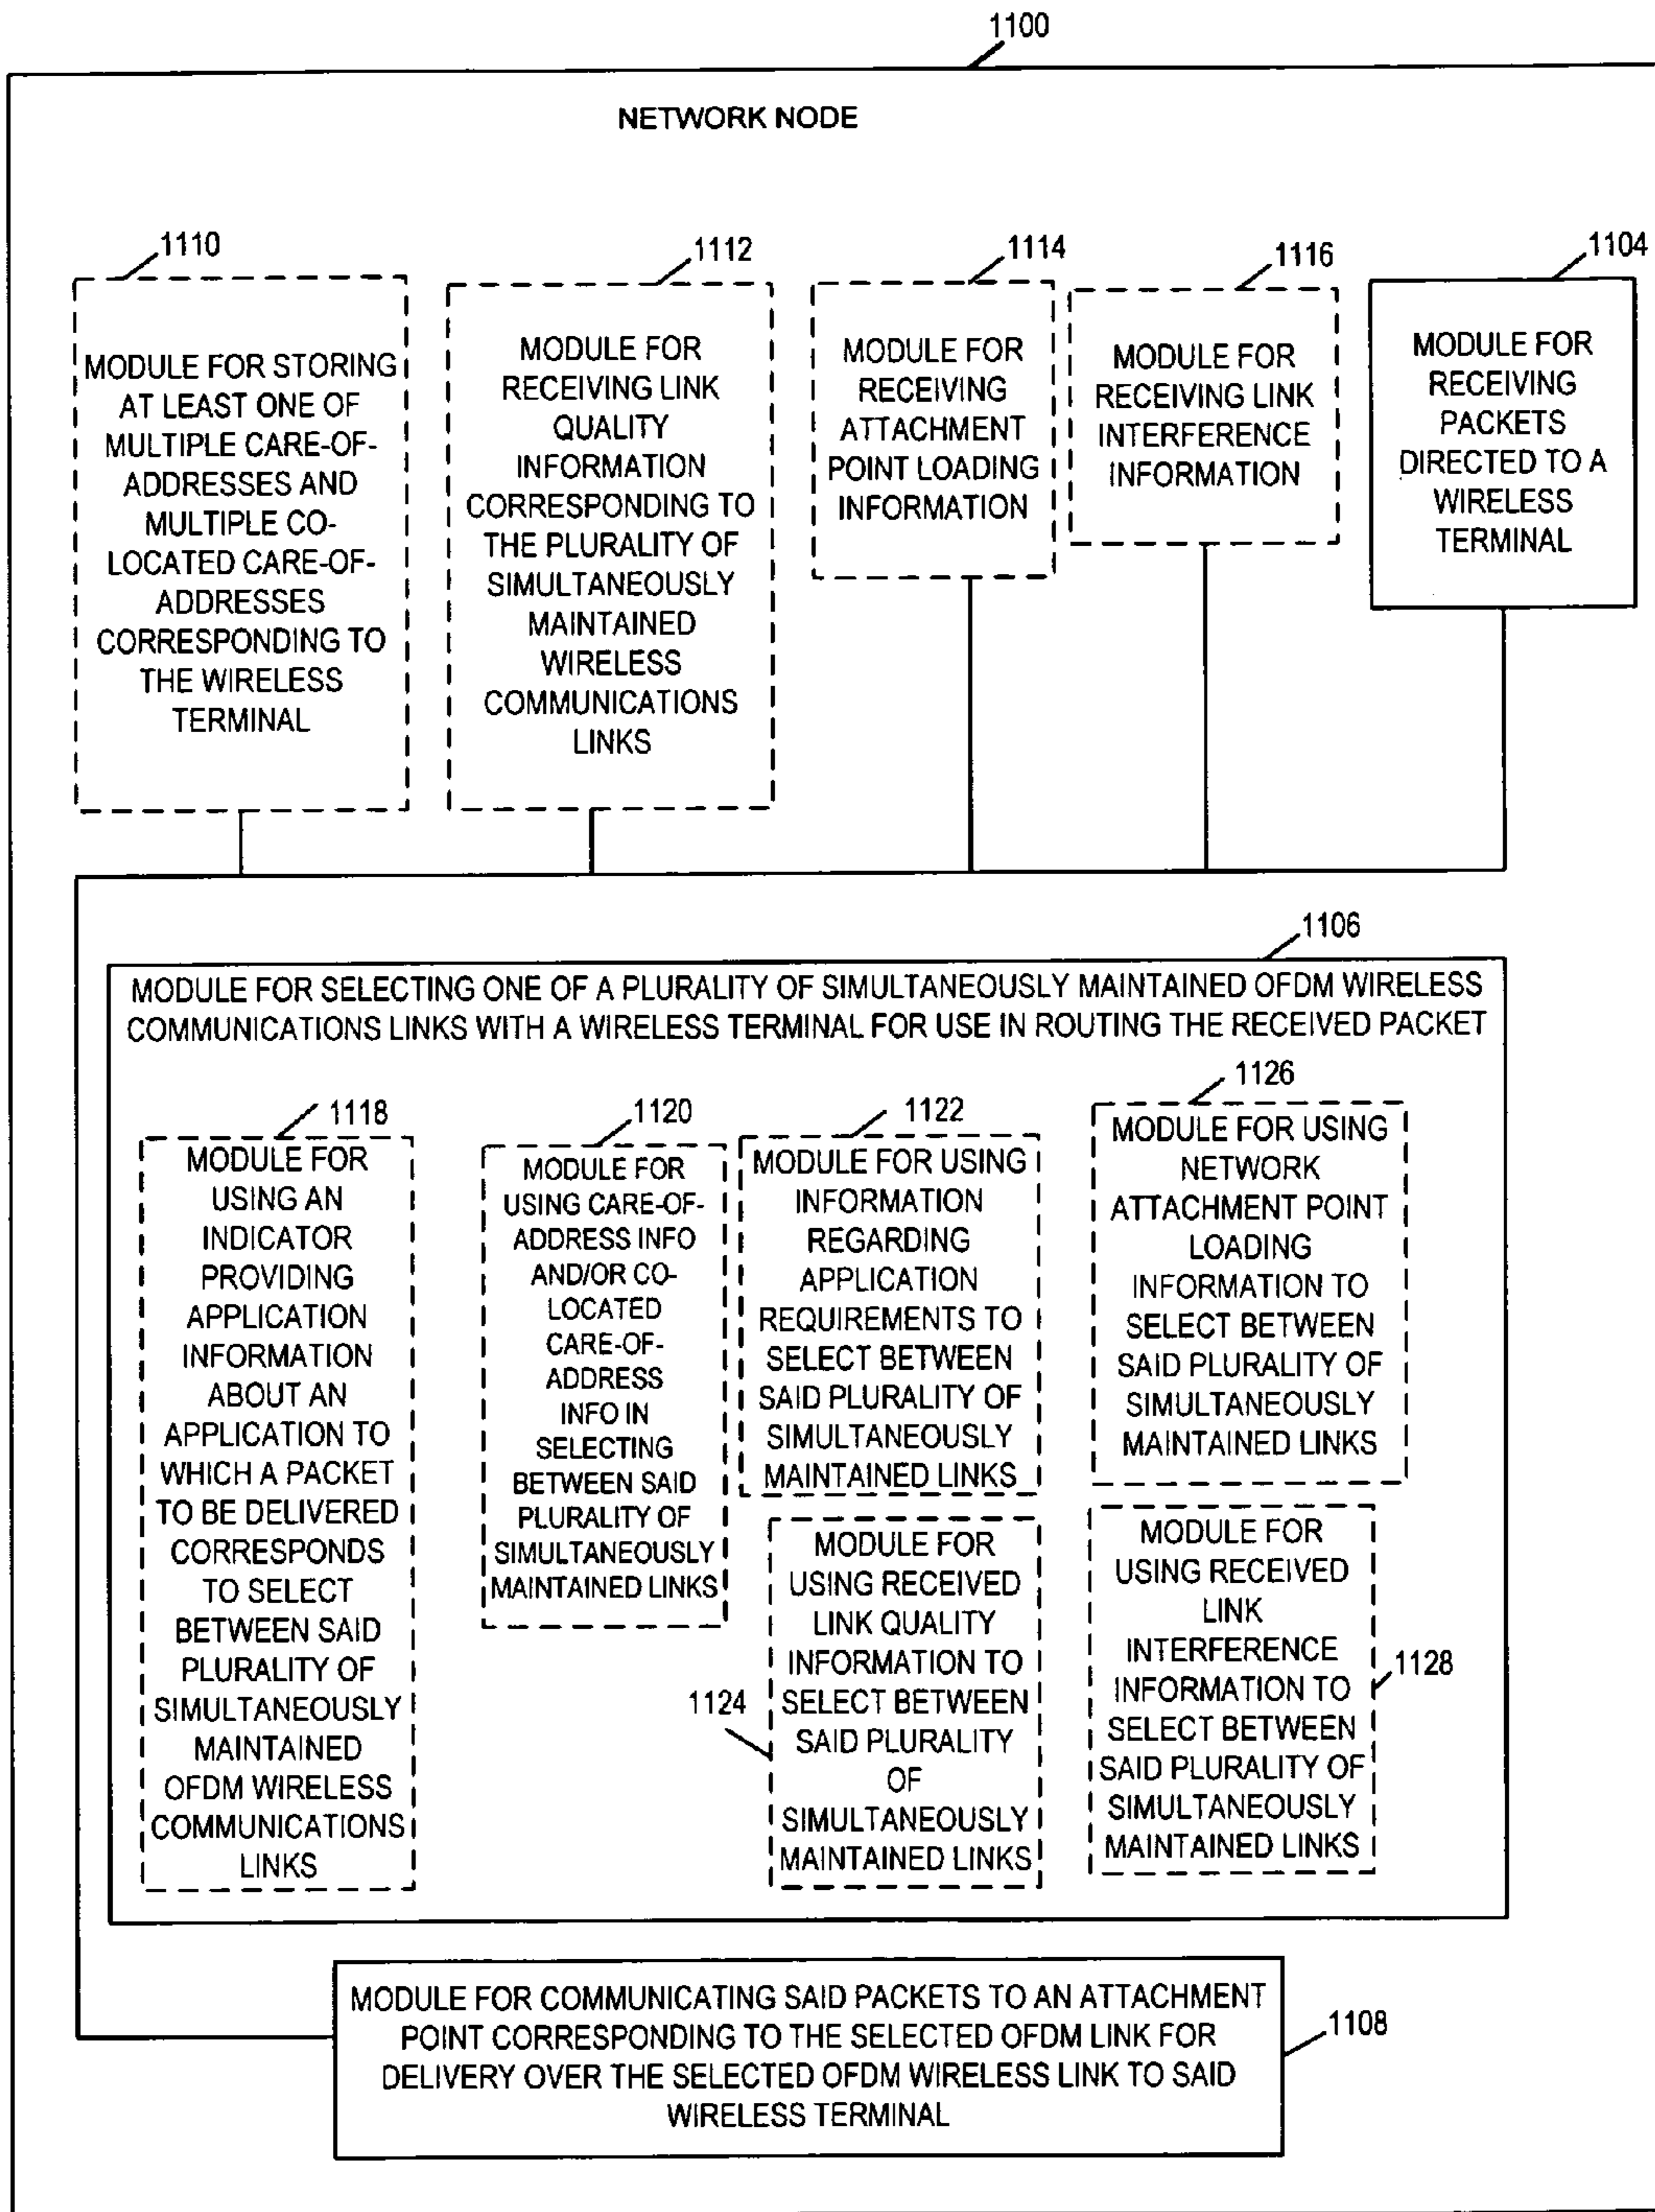 1100
NETWORK NODE
1110
MODULE FOR STORING
AT LEAST ONE OF
MULTIPLE CARE-OF-
ADDRESSES AND
MULTIPLE CO-
LOCATED CARE-OF-
ADDRESSES
CORRESPONDING TO
THE WIRELESS
TERMINAL
1112
MODULE FOR
RECEIVING LINK
QUALITY
INFORMATION
CORRESPONDING TO
THE PLURALITY OF
SIMULTANEOUSLY
MAINTAINED
WIRELESS
COMMUNICATIONS
LINKS
1114
MODULE FOR
RECEIVING
ATTACHMENT
POINT LOADING
INFORMATION
1116
MODULE FOR
RECEIVING LINK
INTERFERENCE
INFORMATION
1104
MODULE FOR
RECEIVING
PACKETS
DIRECTED TO A
WIRELESS
TERMINAL
1106
MODULE FOR SELECTING ONE OF A PLURALITY OF SIMULTANEOUSLY MAINTAINED OFDM WIRELESS
COMMUNICATIONS LINKS WITH A WIRELESS TERMINAL FOR USE IN ROUTING THE RECEIVED PACKET
1118
MODULE FOR
USING AN
INDICATOR
PROVIDING
APPLICATION
INFORMATION
ABOUT AN
APPLICATION TO
WHICH A PACKET
TO BE DELIVERED
CORRESPONDS
TO SELECT
BETWEEN SAID
PLURALITY OF
SIMULTANEOUSLY
MAINTAINED
OFDM WIRELESS
COMMUNICATIONS
LINKS
1120
MODULE FOR
USING CARE-OF-
ADDRESS INFO
AND/OR CO-
LOCATED
CARE-OF-
ADDRESS
INFO IN
SELECTING
BETWEEN SAID
PLURALITY OF
SIMULTANEOUSLY
MAINTAINED LINKS
1122
MODULE FOR USING
INFORMATION
REGARDING
APPLICATION
REQUIREMENTS TO
SELECT BETWEEN
SAID PLURALITY OF
SIMULTANEOUSLY
MAINTAINED LINKS
1124
MODULE FOR
USING RECEIVED
LINK QUALITY
INFORMATION TO
SELECT BETWEEN
SAID PLURALITY
OF
SIMULTANEOUSLY
MAINTAINED LINKS
1126
MODULE FOR USING
NETWORK
ATTACHMENT POINT
LOADING
INFORMATION TO
SELECT BETWEEN
SAID PLURALITY OF
SIMULTANEOUSLY
MAINTAINED LINKS
MODULE FOR
USING RECEIVED
LINK
INTERFERENCE
INFORMATION TO
SELECT BETWEEN
SAID PLURALITY OF
SIMULTANEOUSLY
MAINTAINED LINKS
1128
MODULE FOR COMMUNICATING SAID PACKETS TO AN ATTACHMENT
POINT CORRESPONDING TO THE SELECTED OFDM LINK FOR
DELIVERY OVER THE SELECTED OFDM WIRELESS LINK TO SAID
WIRELESS TERMINAL
1108